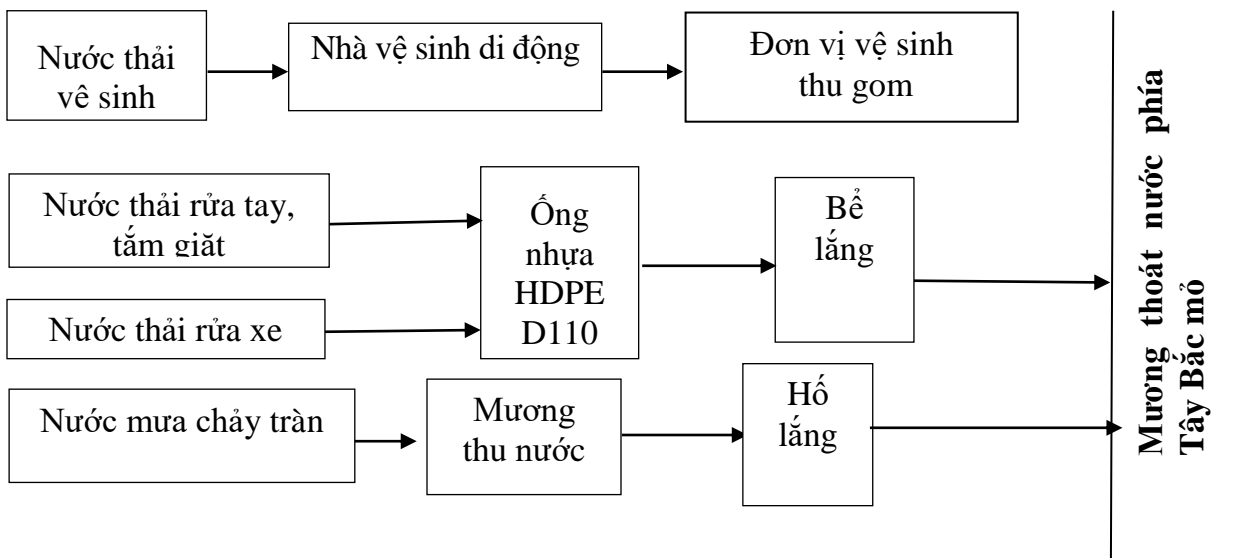 Nước thải
vê sinh
Nhà vệ sinh di động
Đơn vị vệ sinh
thu gom
Nước thải rửa tay,
tắm giặt
Nước thải rửa xe
Ống
nhựa
HDPE
D110
Bể
lắng
Nước mưa chảy tràn
Mương
thu nước
Hố
lắng
Mương thoát nước phía
Tây Bắc mỏ